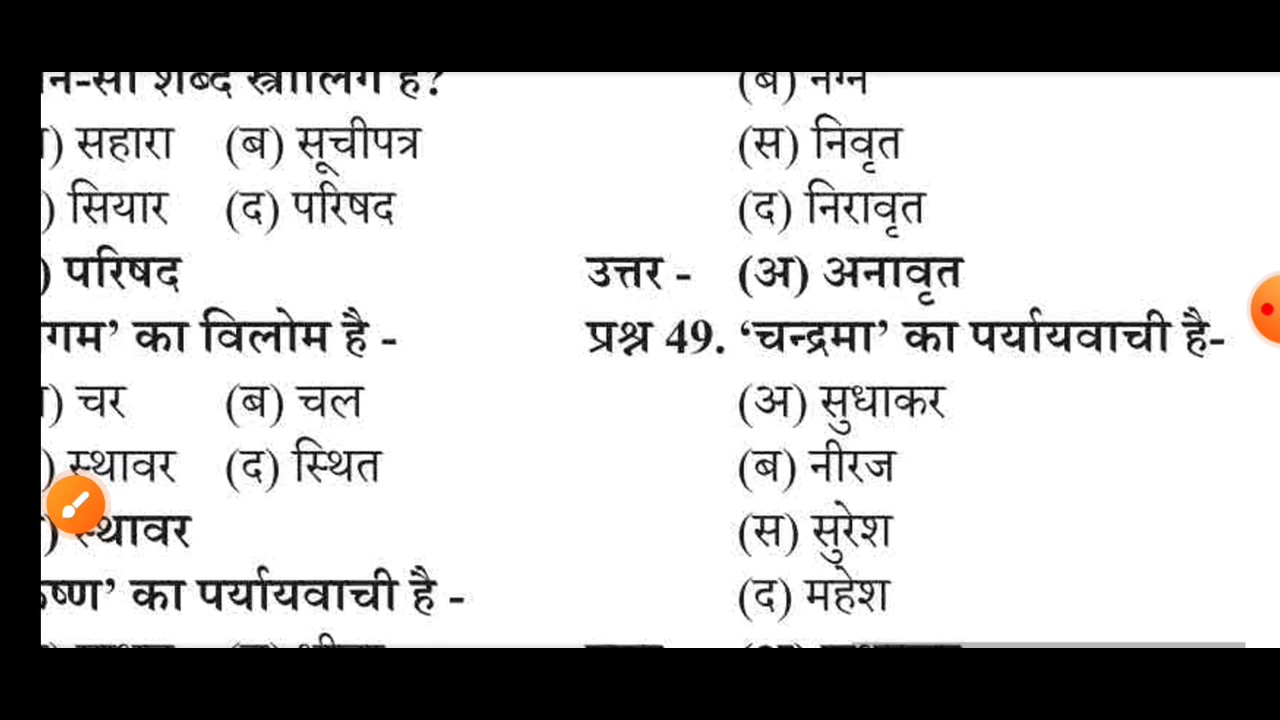 शब्द स्त्रीलिंग है?
सहारा (ब) सूचीपत्र
) सियार (द) परिषद
) परिषद
गम’ का विलोम है -
) चर (ब) चल
) स्थावर (द) स्थित
) स्थावर
का पर्यायवाची है -
(ब) नग्न
(स) निवृत
(द) निरावृत
उत्तर - (अ) अनावृत
प्रश्न 49. ‘चन्द्रमा’ का पर्यायवाची है-
(अ) सुधाकर
(ब) नीरज
(स) सुरेश
(द) महेश